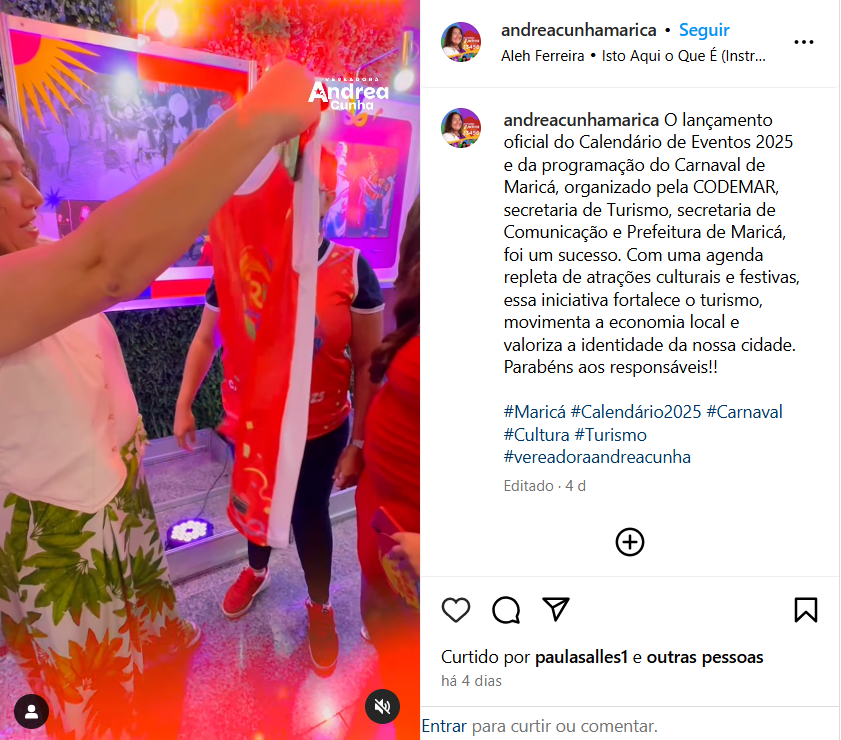 VEREADORA
Andrea
Cunha
andreacunhamarica • Seguir
Aleh Ferreira • Isto Aqui o Que É (Instr...
andreacunhamarica O lançamento
oficial do Calendário de Eventos 2025
e da programação do Carnaval de
Maricá, organizado pela CODEMAR,
secretaria de Turismo, secretaria de
Comunicação e Prefeitura de Maricá,
foi um sucesso. Com uma agenda
repleta de atrações culturais e festivas,
essa iniciativa fortalece o turismo,
movimenta a economia local e
valoriza a identidade da nossa cidade.
Parabéns aos responsáveis!!
#Maricá #Calendário2025 #Carnaval
#Cultura #Turismo
#vereadoraandreacunha
Editado · 4 d
Curtido por paulasalles1 e outras pessoas
há 4 dias
Entrar para curtir ou comentar.